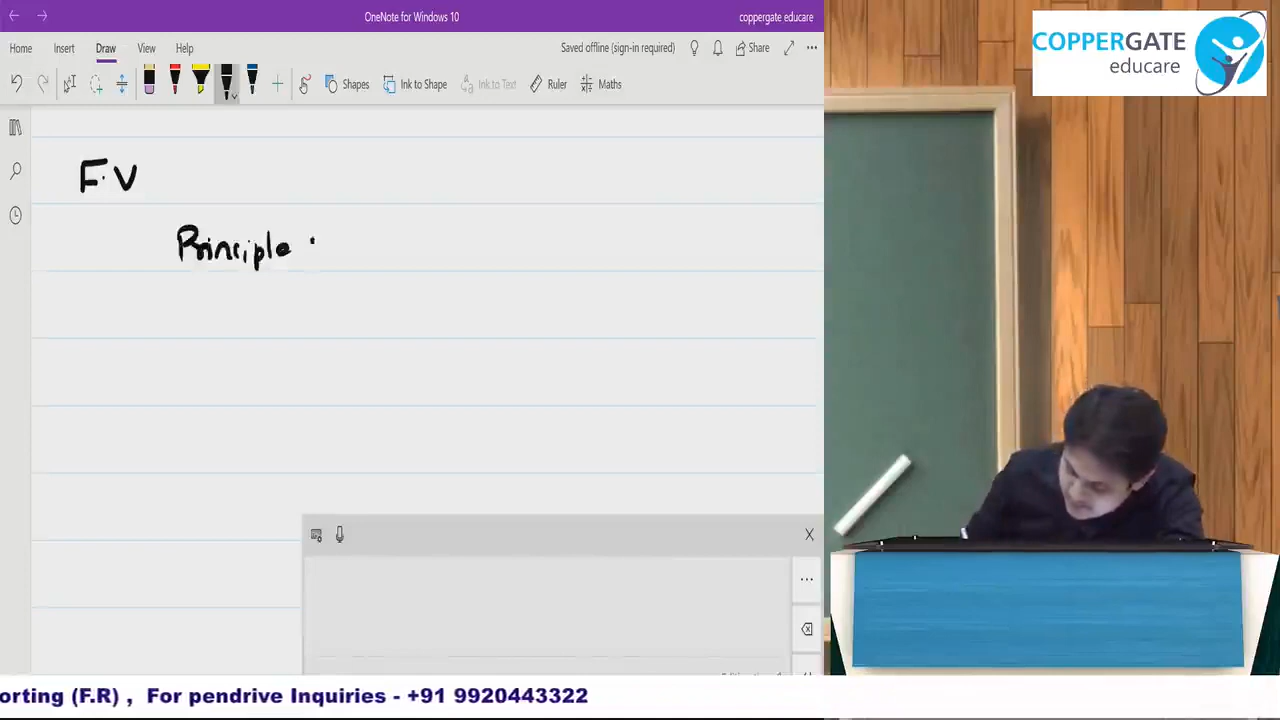 OneNote for Windows 10
coppergate educare
Home Insert Draw View Help
Saved offline (sign-in required)
Share
Shapes
Ink to Shape
Ink to Text
Ruler
Maths
COPPERGATE
educare
F.V
Principle
orting (F.R) , For pendrive Inquiries - +91 9920443322